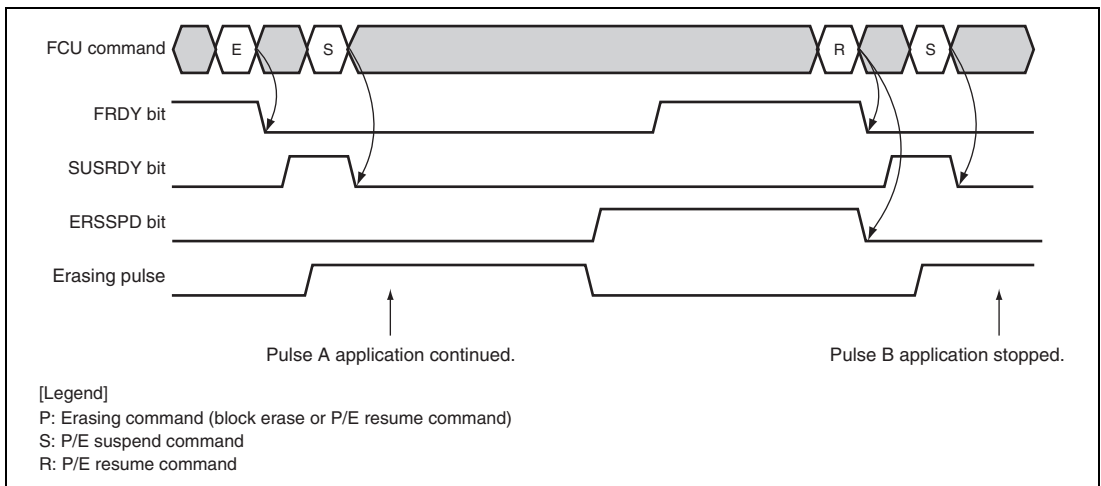 FCU command
E
S
R
S
FRDY bit
SUSRDY bit
ERSSPD bit
Erasing pulse
Pulse A application continued.
Pulse B application stopped.
[Legend]
P: Erasing command (block erase or P/E resume command)
S: P/E suspend command
R: P/E resume command